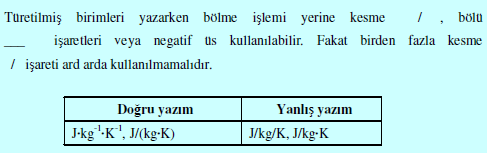 Türetilmiş birimleri yazarken bölme işlemi yerine kesme / , bölü
___ işaretleri veya negatif üs kullanılabilir. Fakat birden fazla kesme
/ işareti ard arda kullanılmamalıdır.
Doğru yazım Yanlış yazım
J·kg⁻¹·K⁻¹, J/(kg·K) J/kg/K, J/kg·K